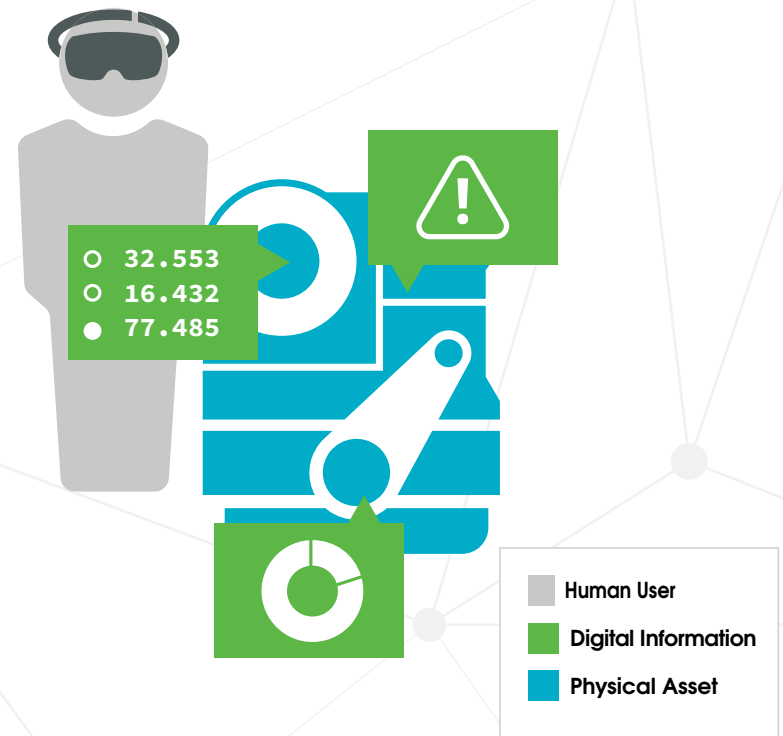 !
32.553
16.432
77.485
Human User
Digital Information
Physical Asset